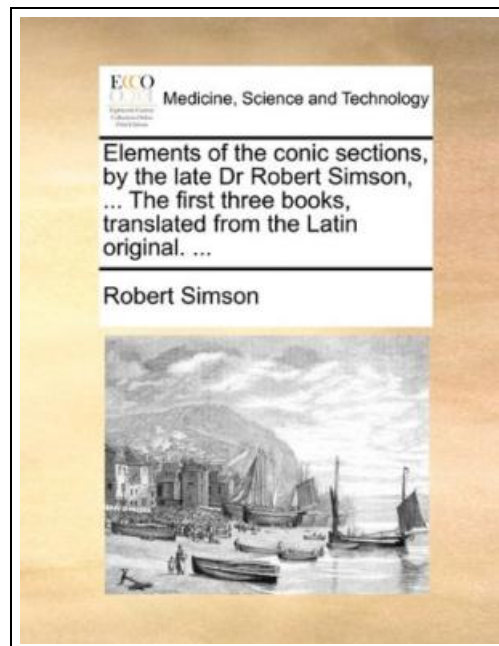 ECCO
Medicine, Science and Technology
Elements of the conic sections,
by the late Dr Robert Simson,
... The first three books,
translated from the Latin
original. ...
Robert Simson